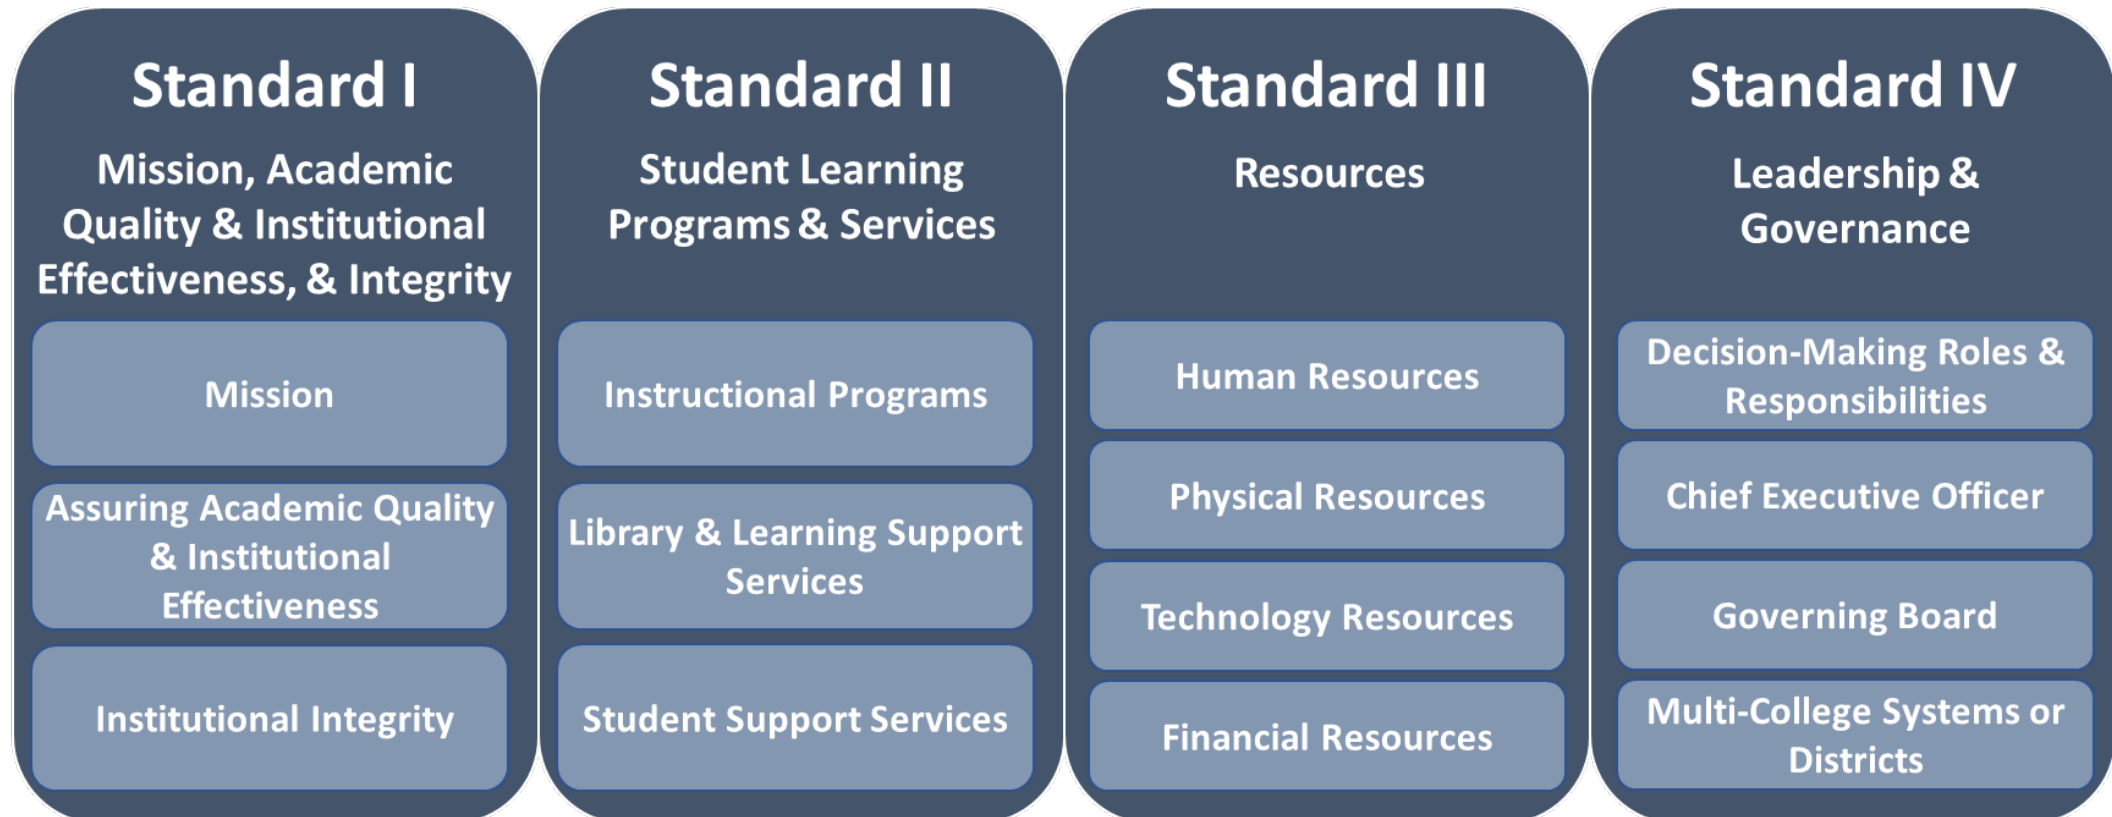 Standard I
Mission, Academic
Quality & Institutional
Effectiveness, & Integrity
Mission
Assuring Academic Quality
& Institutional
Effectiveness
Institutional Integrity
Standard II
Student Learning
Programs & Services
Instructional Programs
Library & Learning Support
Services
Student Support Services
Standard III
Resources
Human Resources
Physical Resources
Technology Resources
Financial Resources
Standard IV
Leadership &
Governance
Decision-Making Roles &
Responsibilities
Chief Executive Officer
Governing Board
Multi-College Systems or
Districts